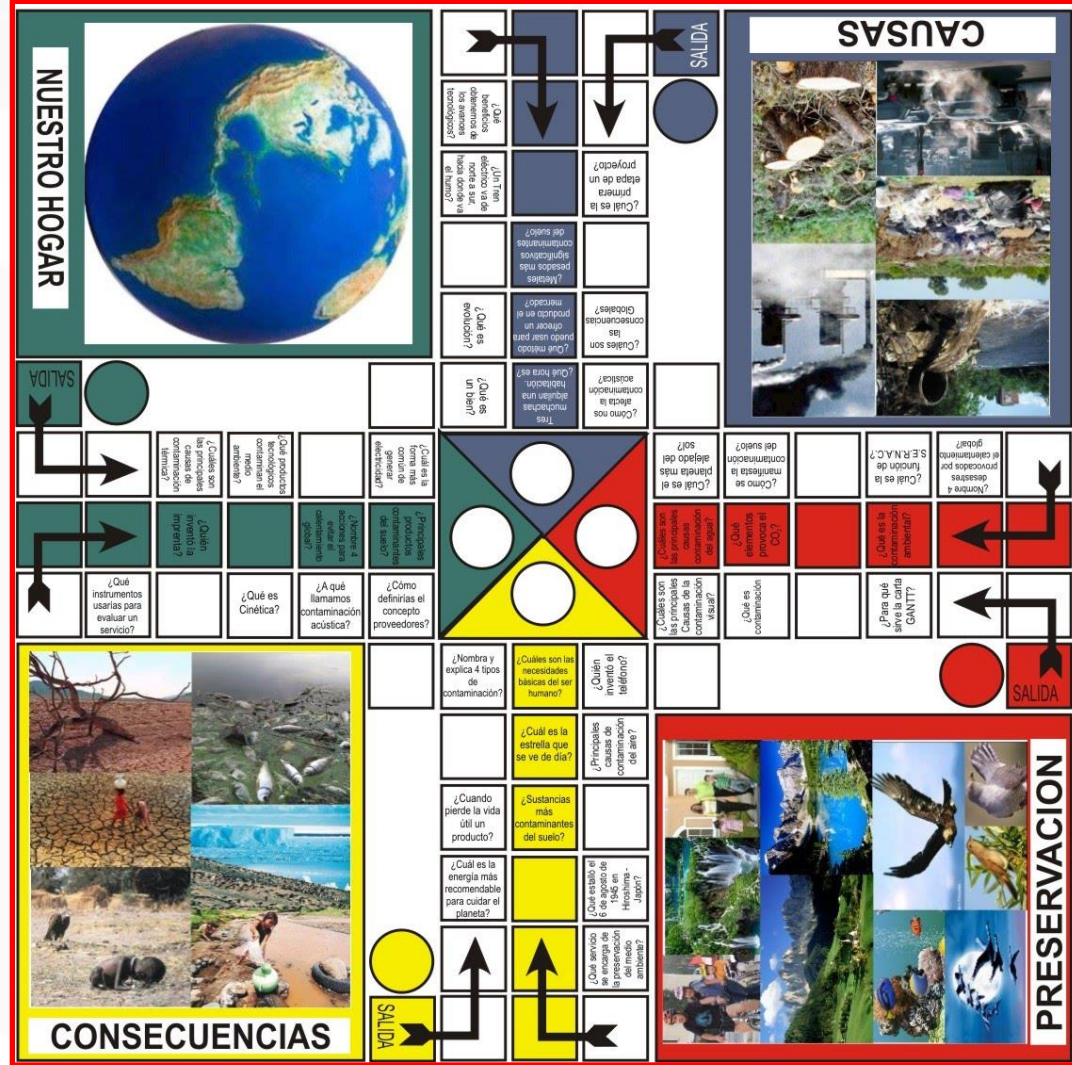 NUESTRO HOGAR
CAUSAS
SALIDA
¿Qué
beneficios
obtenemos de
los avances
tecnológicos?
¿Un Tren
eléctrico va de
norte a sur,
hacia donde va
el humo?
¿Cuál es la
primera
etapa de un
proyecto?
¿Metales
pesados más
significativos
contaminantes
del suelo?
¿Qué es
evolución?
¿Qué método
puedo usar para
ofrecer un
producto en el
mercado?
¿Cuáles son
las
consecuencias
Globales?
¿Qué es
un bien?
Tres
muchachas
alquilan una
habitación.
¿Qué hora es?
¿Cómo nos
afecta la
contaminación
acústica?
SALIDA
¿Cuáles son
las principales
causas de
contaminación
térmica?
¿Qué productos
tecnológicos
contaminan el
medio
ambiente?
¿Cuál es la
forma más
común de
generar
electricidad?
¿Cuál es el
planeta más
alejado del
sol?
¿Cómo se
manifiesta la
contaminación
del suelo?
¿Cuál es la
función de
S.E.R.N.A.C?
¿Nombre 4
desastres
provocados por
el calentamiento
global?
¿Quién
inventó la
imprenta?
¿Nombre 4
acciones para
evitar el
calentamiento
global?
¿Principales
productos
contaminantes
del suelo?
¿Cuáles son
las principales
causas
contaminación
del agua?
¿Qué
elementos
provoca el
CO₂?
¿Qué es la
contaminación
ambiental?
¿Qué
instrumentos
usarías para
evaluar un
servicio?
¿Qué es
Cinética?
¿A qué
llamamos
contaminación
acústica?
¿Cómo
definirías el
concepto
proveedores?
¿Cuáles son
las principales
Causas de la
contaminación
visual?
¿Qué es
contaminación
¿Para qué
sirve la carta
GANTT?
¿Nombra y
explica 4 tipos
de
contaminación?
¿Cuáles son las
necesidades
básicas del ser
humano?
¿Quién
inventó el
teléfono?
SALIDA
¿Cuál es la
estrella que
se ve de día?
¿Principales
causas de
contaminación
del aire?
¿Cuando
pierde la vida
útil un
producto?
¿Sustancias
más
contaminantes
del suelo?
¿Cuál es la
energía más
recomendable
para cuidar el
planeta?
¿Qué estalló el
6 de agosto de
1945 en
Hiroshima -
Japón?
¿Qué servicio
se encarga de
la preservación
del medio
ambiente?
SALIDA
CONSECUENCIAS
PRESERVACION